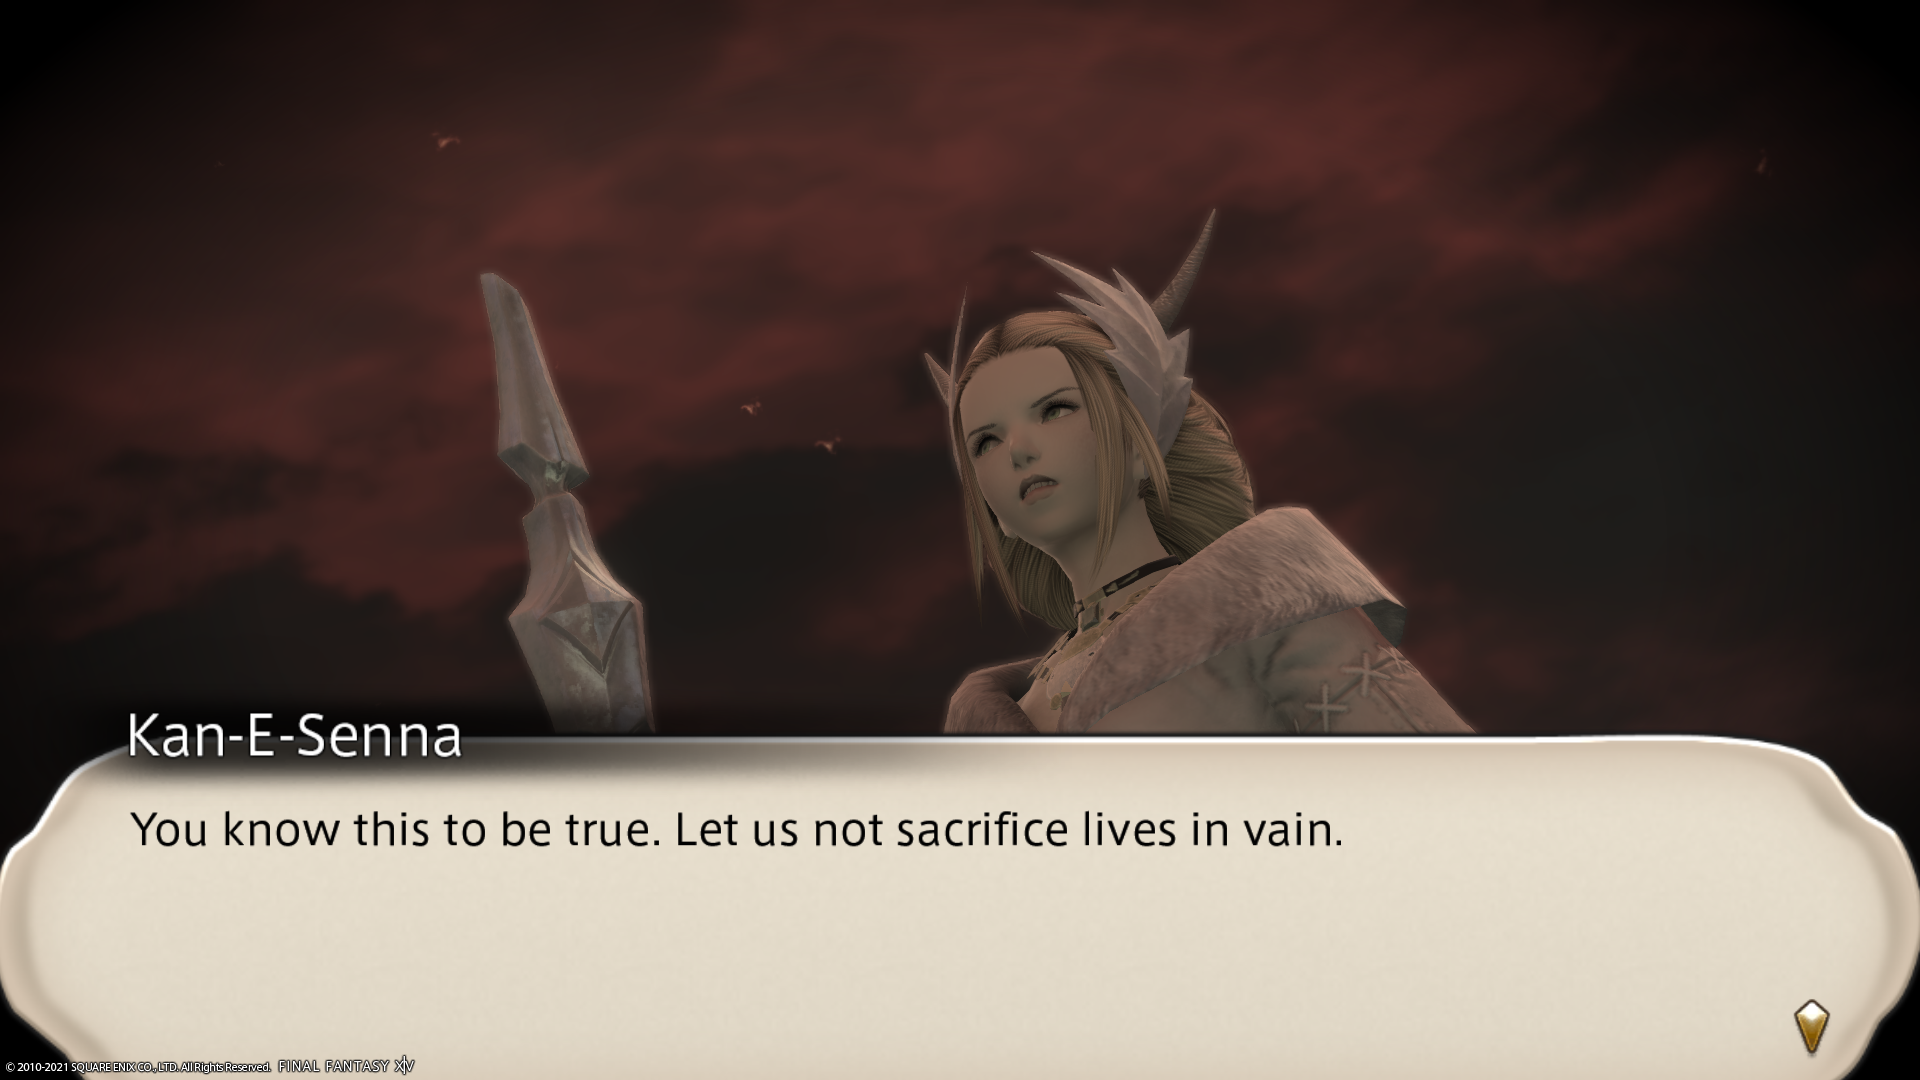 Kan-E-Senna
You know this to be true. Let us not sacrifice lives in vain.
© 2010-2021 SQUARE ENIX CO., LTD. All Rights Reserved. FINAL FANTASY XIV